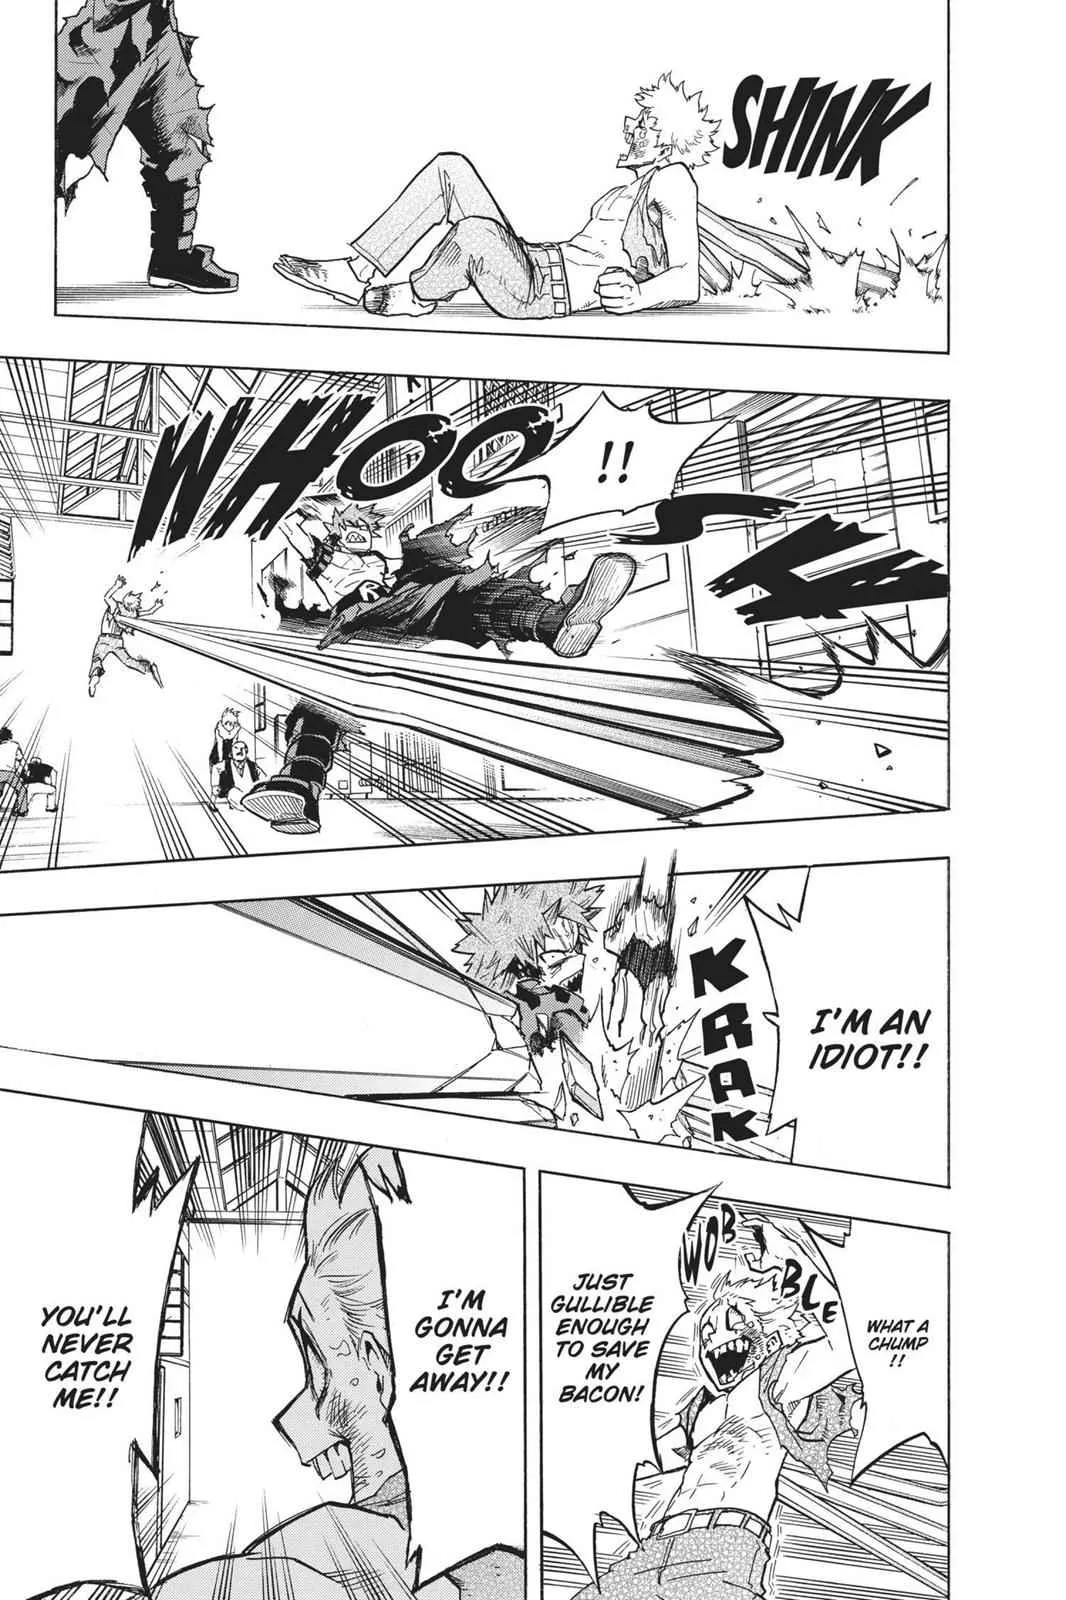 SHINK
WHOO
!!
I'M AN
IDIOT!!
KRAK
WHAT A
CHUMP
!!
WOBBLE
JUST
GULLIBLE
ENOUGH
TO SAVE
MY
BACON!
I'M
GONNA
GET
AWAY!!
YOU'LL
NEVER
CATCH
ME!!